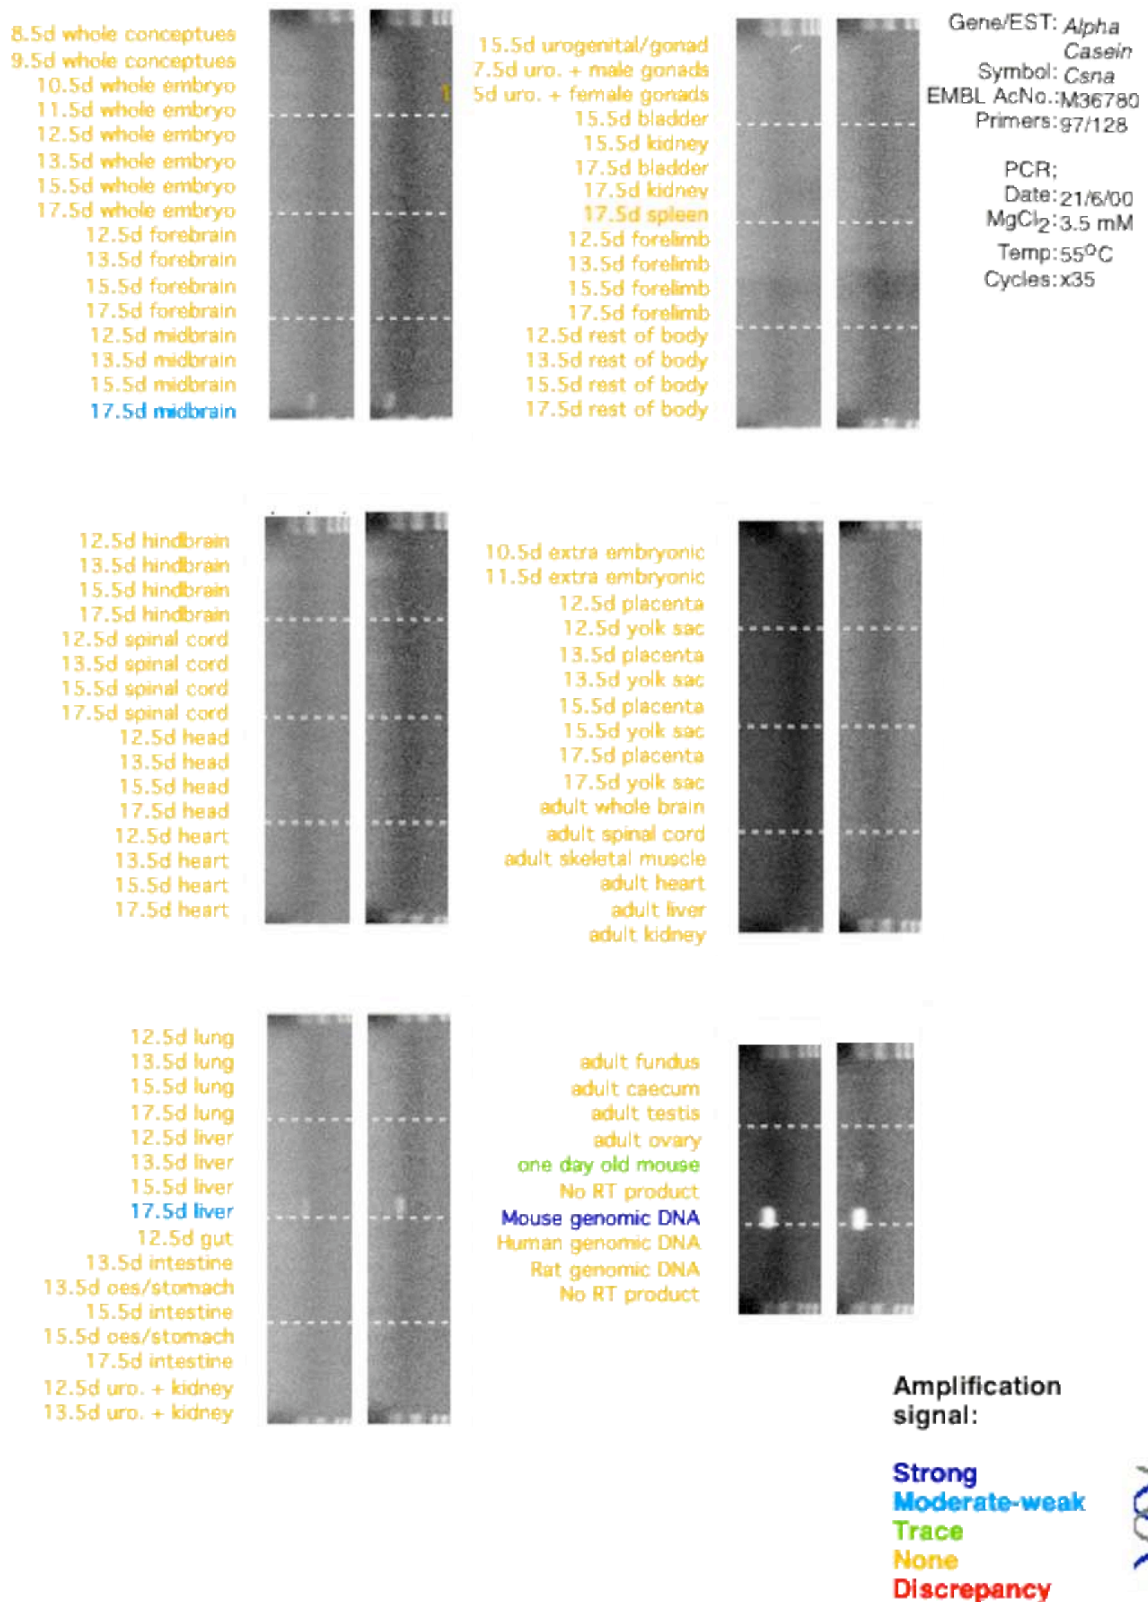 8.5d whole conceptues
9.5d whole conceptues
10.5d whole embryo
11.5d whole embryo
12.5d whole embryo
13.5d whole embryo
15.5d whole embryo
17.5d whole embryo
12.5d forebrain
13.5d forebrain
15.5d forebrain
17.5d forebrain
12.5d midbrain
13.5d midbrain
15.5d midbrain
17.5d midbrain
15.5d urogenital/gonad
7.5d uro. + male gonads
1 5d uro. + female gonads
15.5d bladder
15.5d kidney
17.5d bladder
17.5d kidney
17.5d spleen
12.5d forelimb
13.5d forelimb
15.5d forelimb
17.5d forelimb
12.5d rest of body
13.5d rest of body
15.5d rest of body
17.5d rest of body
Gene/EST: Alpha
Casein
Symbol: Csna
EMBL AcNo.: M36780
Primers: 97/128
PCR;
Date: 21/6/00
MgCl2: 3.5 mM
Temp: 55°C
Cycles: x35
12.5d hindbrain
13.5d hindbrain
15.5d hindbrain
17.5d hindbrain
12.5d spinal cord
13.5d spinal cord
15.5d spinal cord
17.5d spinal cord
12.5d head
13.5d head
15.5d head
17.5d head
12.5d heart
13.5d heart
15.5d heart
17.5d heart
10.5d extra embryonic
11.5d extra embryonic
12.5d placenta
12.5d yolk sac
13.5d placenta
13.5d yolk sac
15.5d placenta
15.5d yolk sac
17.5d placenta
17.5d yolk sac
adult whole brain
adult spinal cord
adult skeletal muscle
adult heart
adult liver
adult kidney
12.5d lung
13.5d lung
15.5d lung
17.5d lung
12.5d liver
13.5d liver
15.5d liver
17.5d liver
12.5d gut
13.5d intestine
13.5d oes/stomach
15.5d intestine
15.5d oes/stomach
17.5d intestine
12.5d uro. + kidney
13.5d uro. + kidney
adult fundus
adult caecum
adult testis
adult ovary
one day old mouse
No RT product
Mouse genomic DNA
Human genomic DNA
Rat genomic DNA
No RT product
Amplification
signal:
Strong
Moderate-weak
Trace
None
Discrepancy